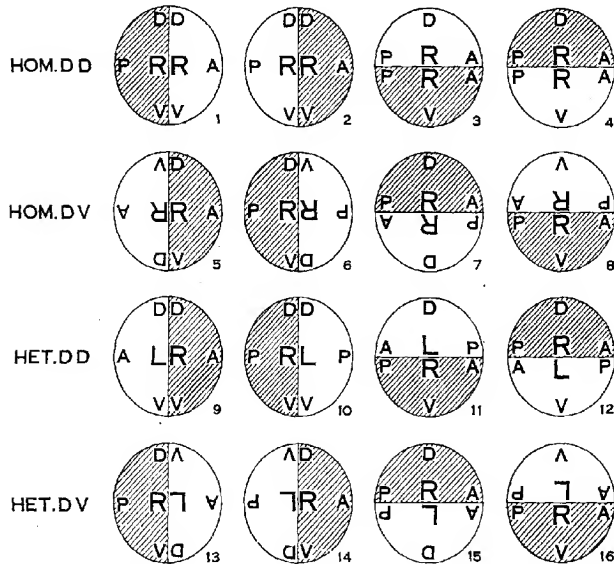 HOM.DD
D D
P R R A
V V
1
D D
P R R A
V V
2
D
P R A
P R A
V
3
D
P R A
P R A
V
4
HOM.DV
V D
A R R A
D V
5
D V
P R R P
V D
6
D
P R A
A R P
D
7
V
A R P
P R A
V
8
HET.DD
D D
A L R A
V V
9
D D
P R L P
V V
10
D
A L P
P R A
V
11
D
P R A
A L P
V
12
HET.DV
D V
P R L A
V D
13
V D
P L R A
D V
14
D
P R A
P L A
D
15
V
P L A
P R A
V
16